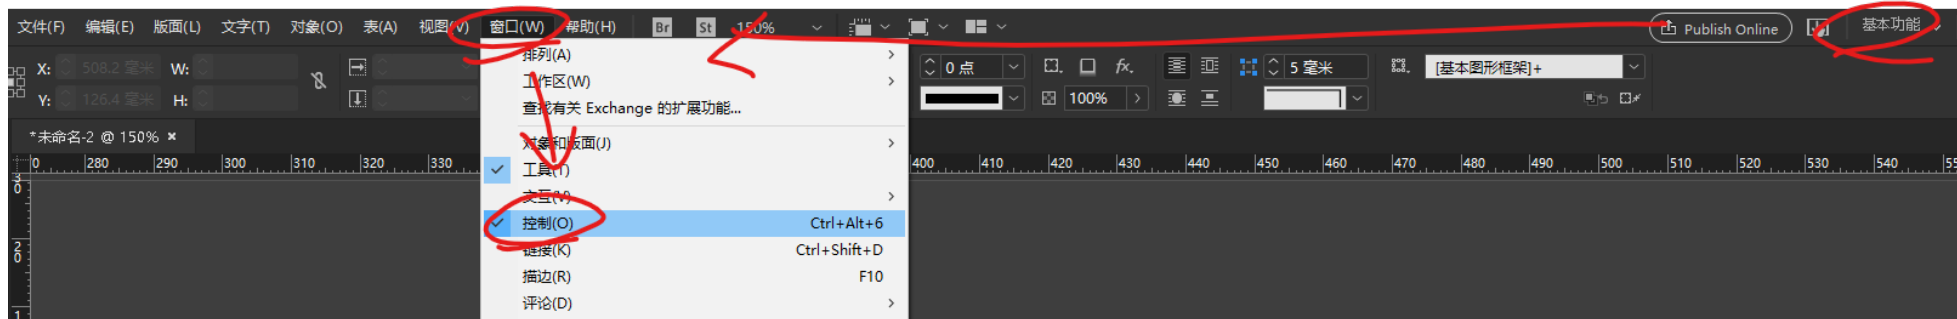 文件(F) 编辑(E) 版面(L) 文字(T) 对象(O) 表(A) 视图(V) 窗口(W) 帮助(H) Br St 150% Publish Online 基本功能
X: 508.2 毫米 W: 0 点 fx. 5 毫米 [基本图形框架]+
Y: 126.4 毫米 H: 100%
*未命名-2 @ 150% ×
0 280 290 300 310 320 330 400 410 420 430 440 450 460 470 480 490 500 510 520 530 540 55
30
20
1
排列(A)
工作区(W)
查找有关 Exchange 的扩展功能...
对象和版面(J)
工具(T)
交互(V)
控制(O) Ctrl+Alt+6
链接(K) Ctrl+Shift+D
描边(R) F10
评论(D)